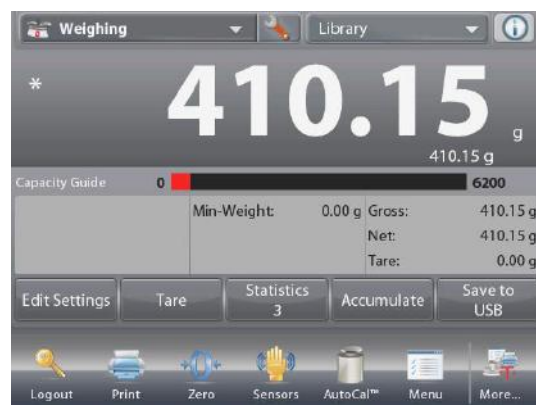 Weighing Library
*
410.15 g
410.15 g
Capacity Guide 0 6200
Min-Weight: 0.00 g Gross: 410.15 g
Net: 410.15 g
Tare: 0.00 g
Edit Settings Tare Statistics 3 Accumulate Save to USB
Logout Print Zero Sensors AutoCal™ Menu More...